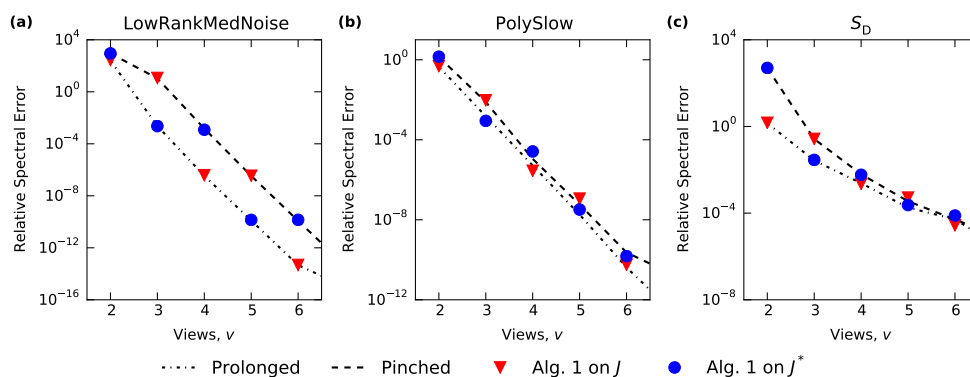 (a) LowRankMedNoise
Relative Spectral Error
10^4
10^0
10^−4
10^−8
10^−12
10^−16
2 3 4 5 6
Views, v
(b) PolySlow
Relative Spectral Error
10^0
10^−4
10^−8
10^−12
2 3 4 5 6
Views, v
(c) S_D
Relative Spectral Error
10^4
10^0
10^−4
10^−8
2 3 4 5 6
Views, v
Prolonged Pinched Alg. 1 on J Alg. 1 on J^*